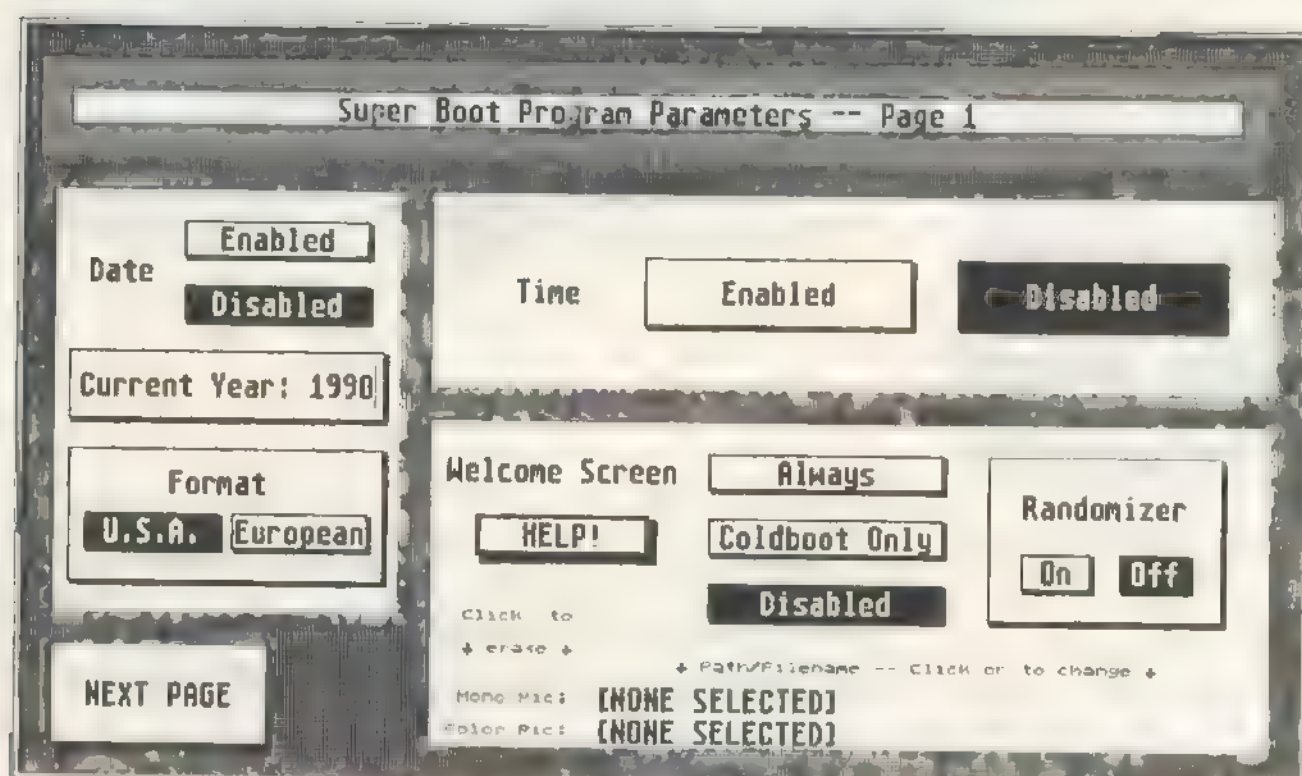 Super Boot Program Parameters -- Page 1
Date
Enabled
Disabled
Current Year: 1990
Format
U.S.A.
European
NEXT PAGE
Time
Enabled
Disabled
Welcome Screen
HELP!
Always
Coldboot Only
Disabled
Randomizer
On
Off
Click to
↓ erase ↓
↓ Path/Filename -- Click on to change ↓
Mono Pic: [NONE SELECTED]
Color Pic: [NONE SELECTED]